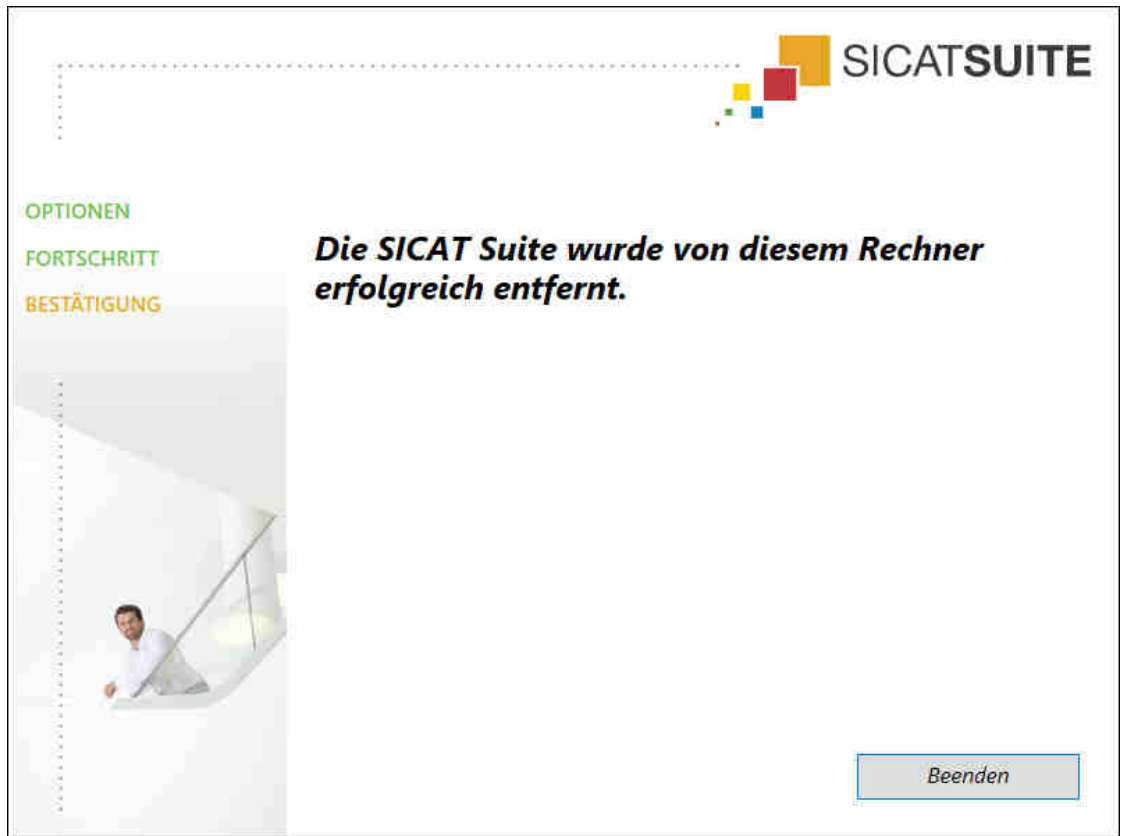 SICATSUITE
OPTIONEN
FORTSCHRITT
BESTÄTIGUNG
Die SICAT Suite wurde von diesem Rechner
erfolgreich entfernt.
Beenden